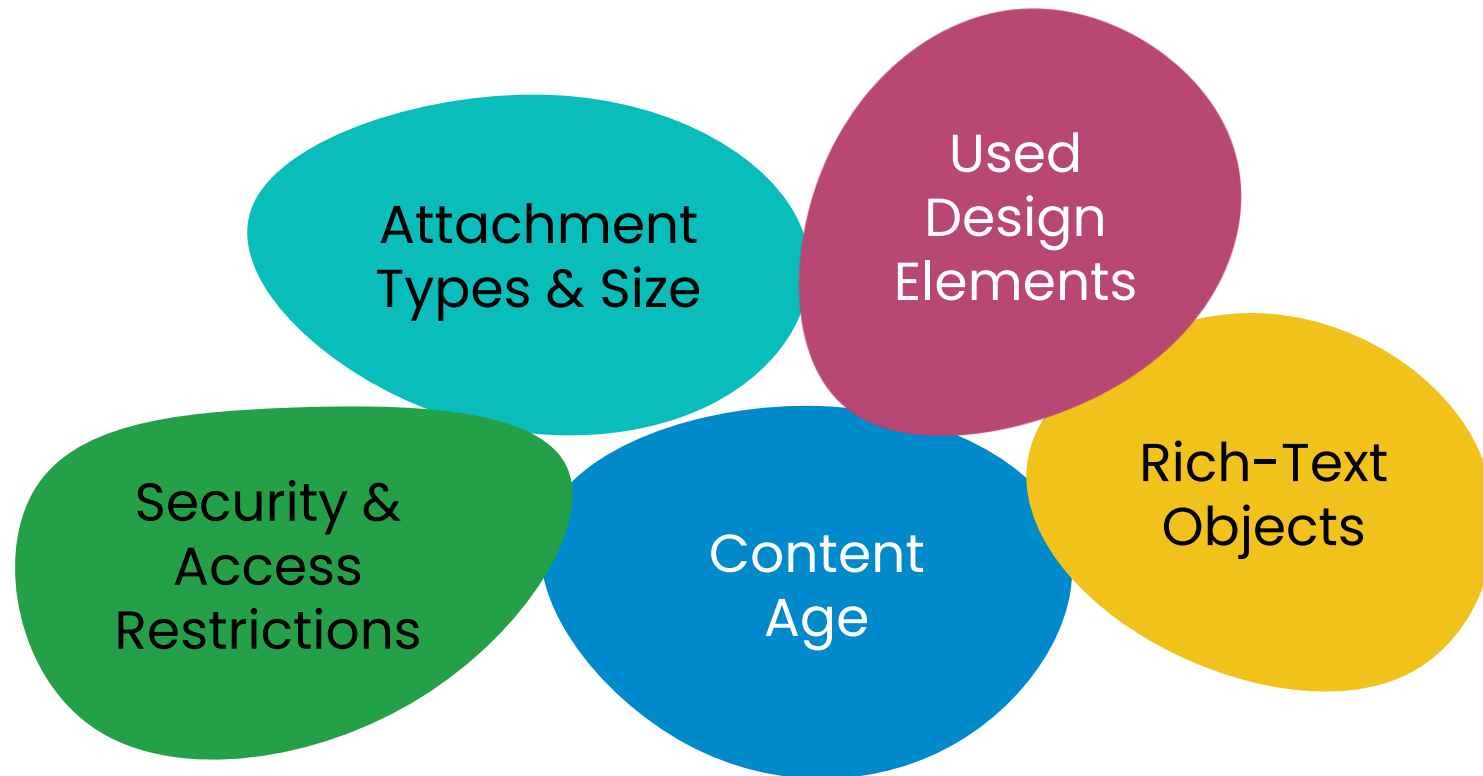 Used
Design
Elements
Attachment
Types & Size
Rich-Text
Objects
Security &
Access
Restrictions
Content
Age